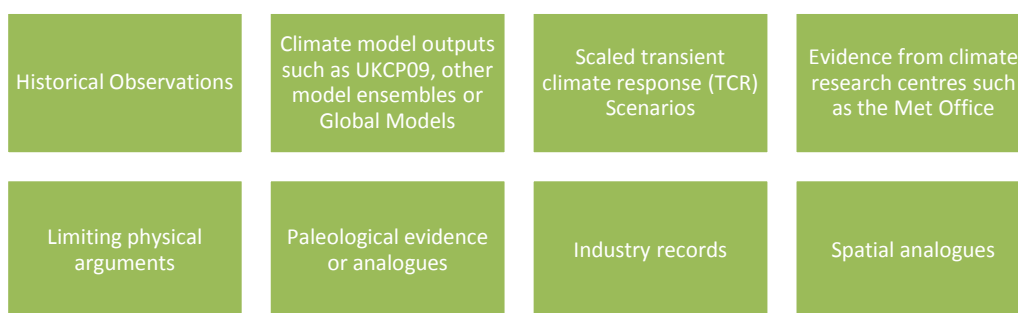 Historical Observations
Climate model outputs
such as UKCP09, other
model ensembles or
Global Models
Scaled transient
climate response (TCR)
Scenarios
Evidence from climate
research centres such
as the Met Office
Limiting physical
arguments
Paleological evidence
or analogues
Industry records
Spatial analogues